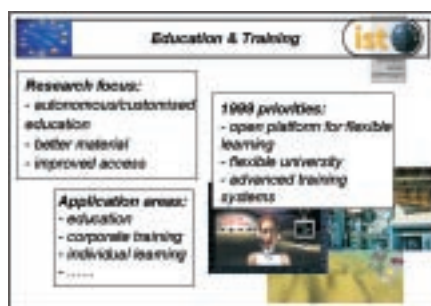 Education & Training
ist
Research focus:
- autonomous/customised
education
- better material
- improved access
1999 priorities:
- open platform for flexible
learning
- flexible university
- advanced training
systems
Application areas:
- education
- corporate training
- individual learning
- .....